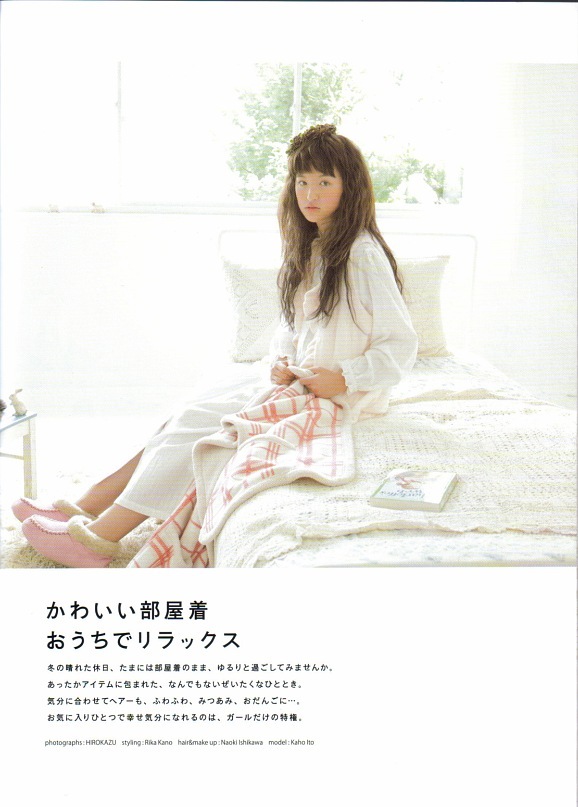 かわいい部屋着
おうちでリラックス
冬の晴れた休日、たまには部屋着のまま、ゆるりと過ごしてみませんか。
あったかアイテムに包まれた、なんでもないぜいたくなひととき。
気分に合わせてヘアーも、ふわふわ、みつあみ、おだんごに…。
お気に入りひとつで幸せ気分になれるのは、ガールだけの特権。
photographs : HIROKAZU styling : Rika Kano hair&make up : Naoki Ishikawa model : Kaho Ito